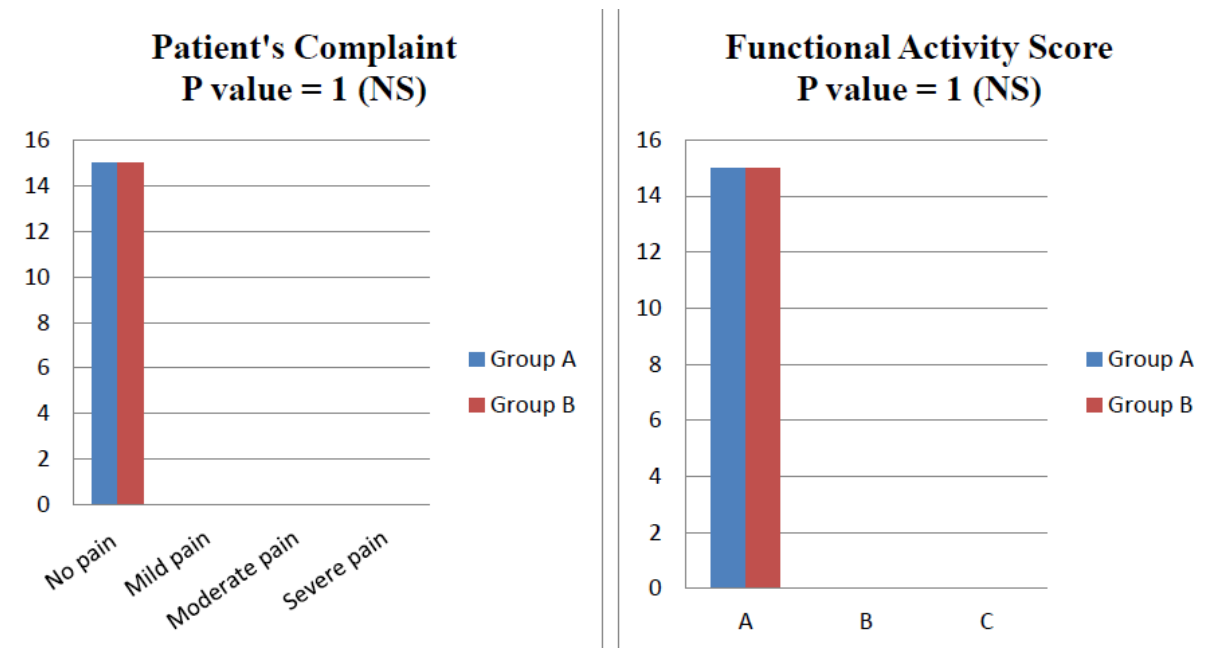 Patient's Complaint
P value = 1 (NS)
16
14
12
10
8
6
4
2
0
No pain
Mild pain
Moderate pain
Severe pain
Group A
Group B
Functional Activity Score
P value = 1 (NS)
16
14
12
10
8
6
4
2
0
A
B
C
Group A
Group B